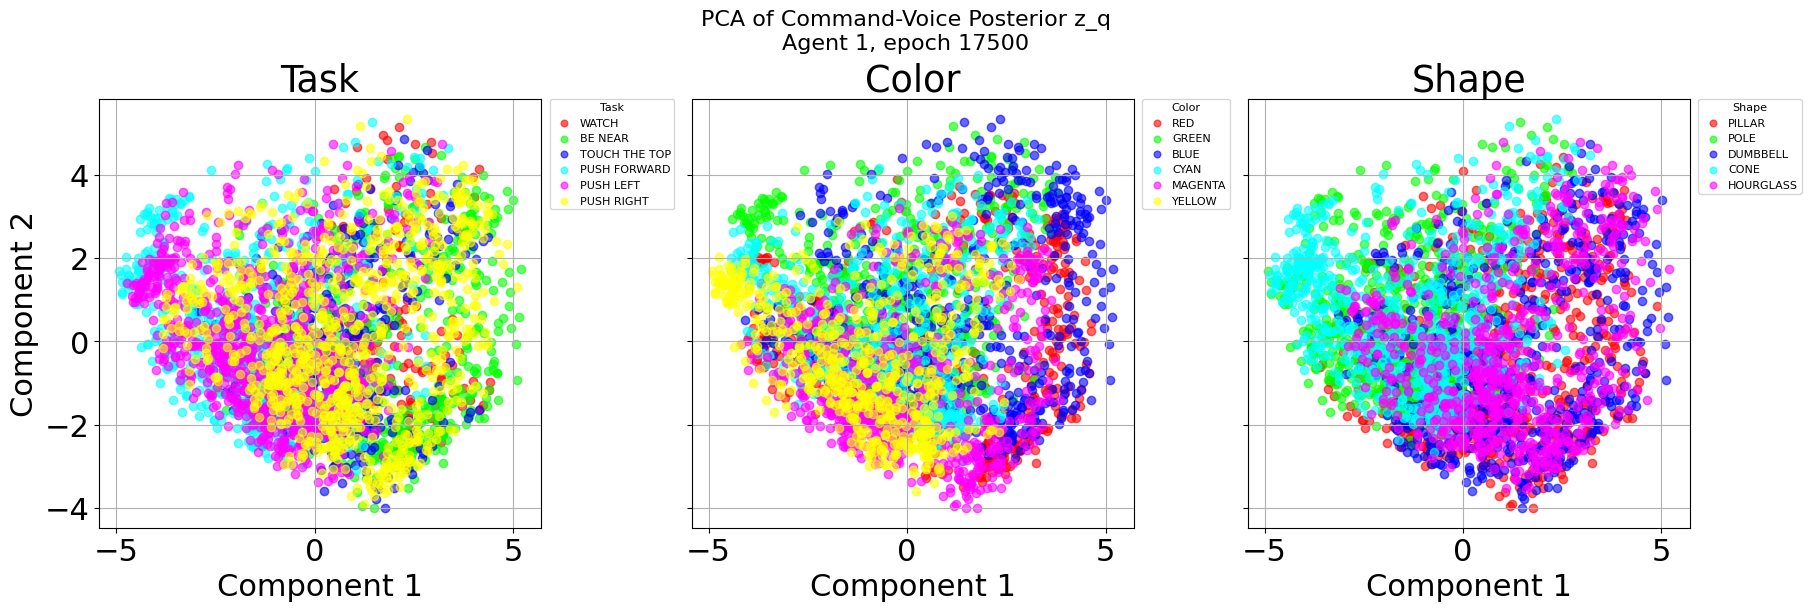 PCA of Command-Voice Posterior z_q
Agent 1, epoch 17500
Task
Color
Shape
Component 2
4
2
0
−2
−4
−5
0
5
Component 1
Task
WATCH
BE NEAR
TOUCH THE TOP
PUSH FORWARD
PUSH LEFT
PUSH RIGHT
−5
0
5
Component 1
Color
RED
GREEN
BLUE
CYAN
MAGENTA
YELLOW
−5
0
5
Component 1
Shape
PILLAR
POLE
DUMBBELL
CONE
HOURGLASS